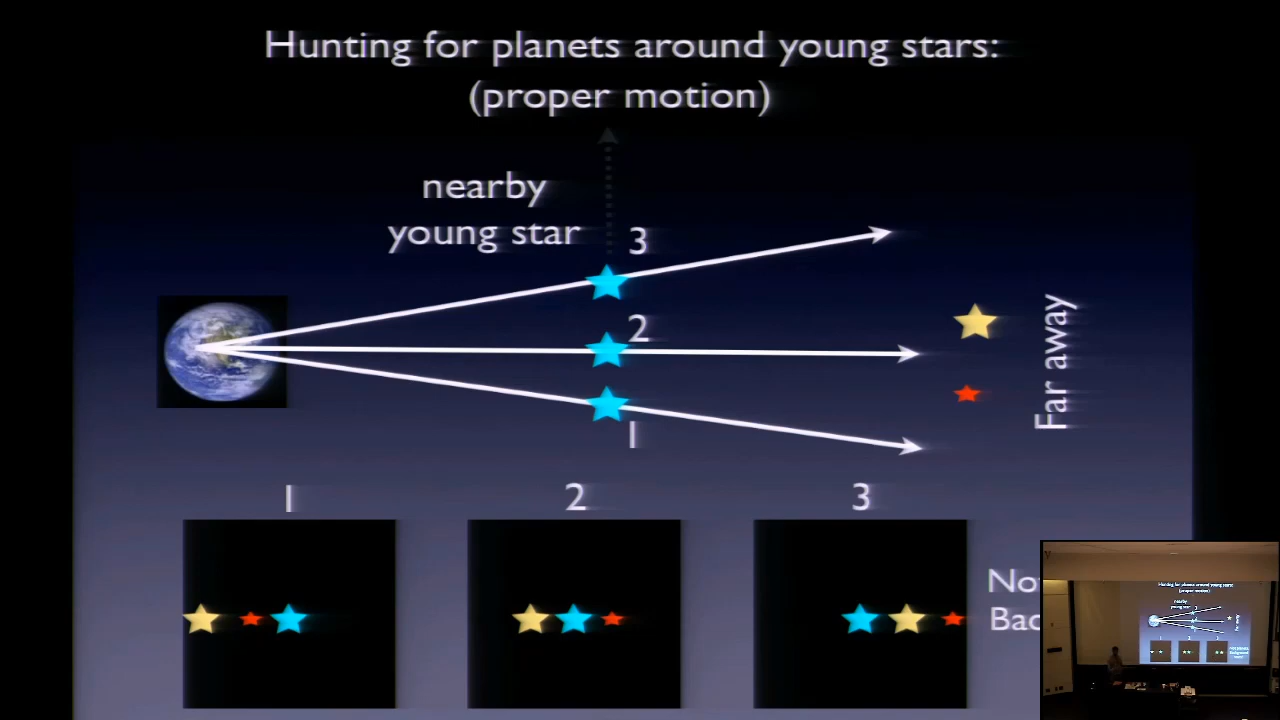 Hunting for planets around young stars:
(proper motion)
nearby
young star
3
2
1
Far away
1
2
3
No
Bac